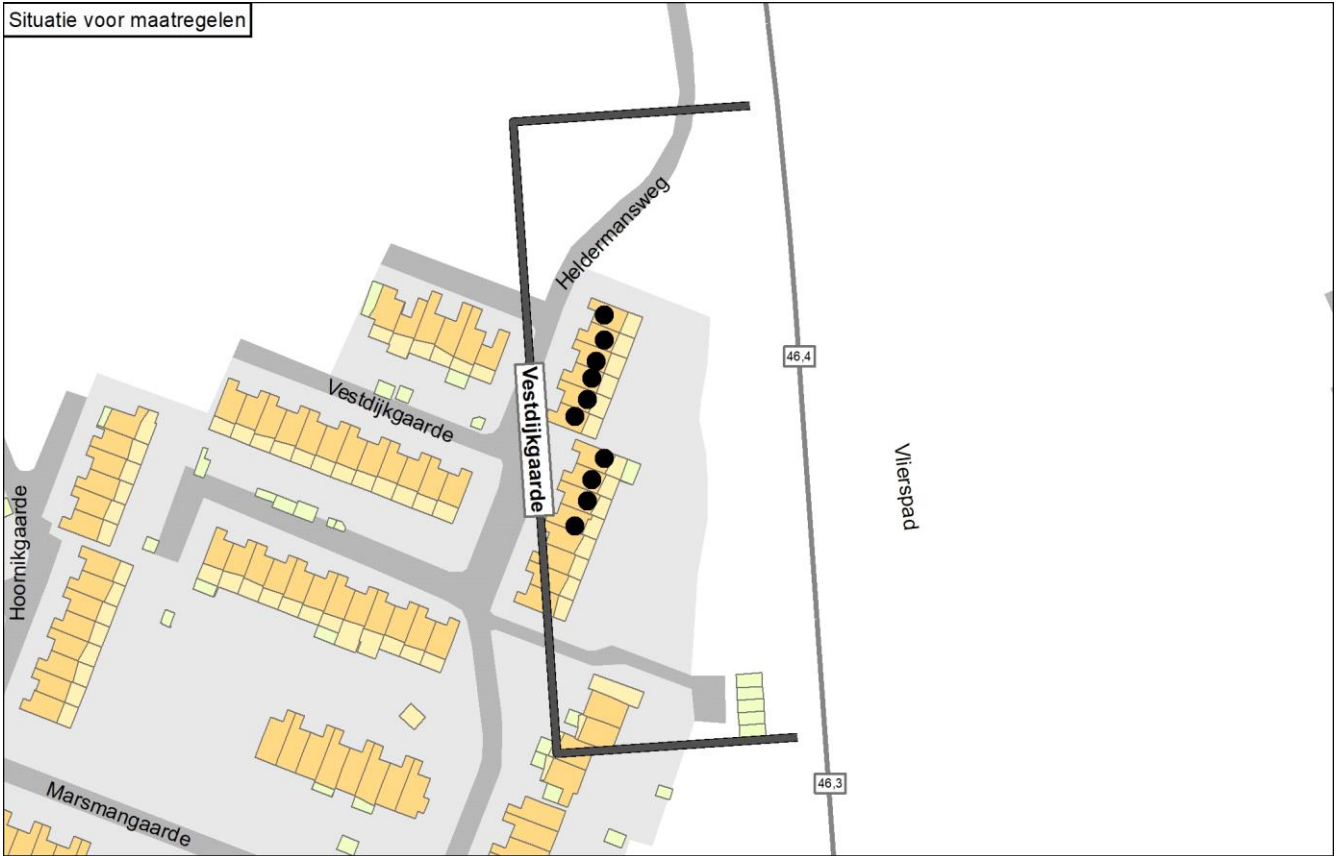 Situatie voor maatregelen
Heldermansweg
46,4
Vestdijkgaarde
Vestdijkgaarde
Vlierspad
Hoornikgaarde
46,3
Marsmangaarde